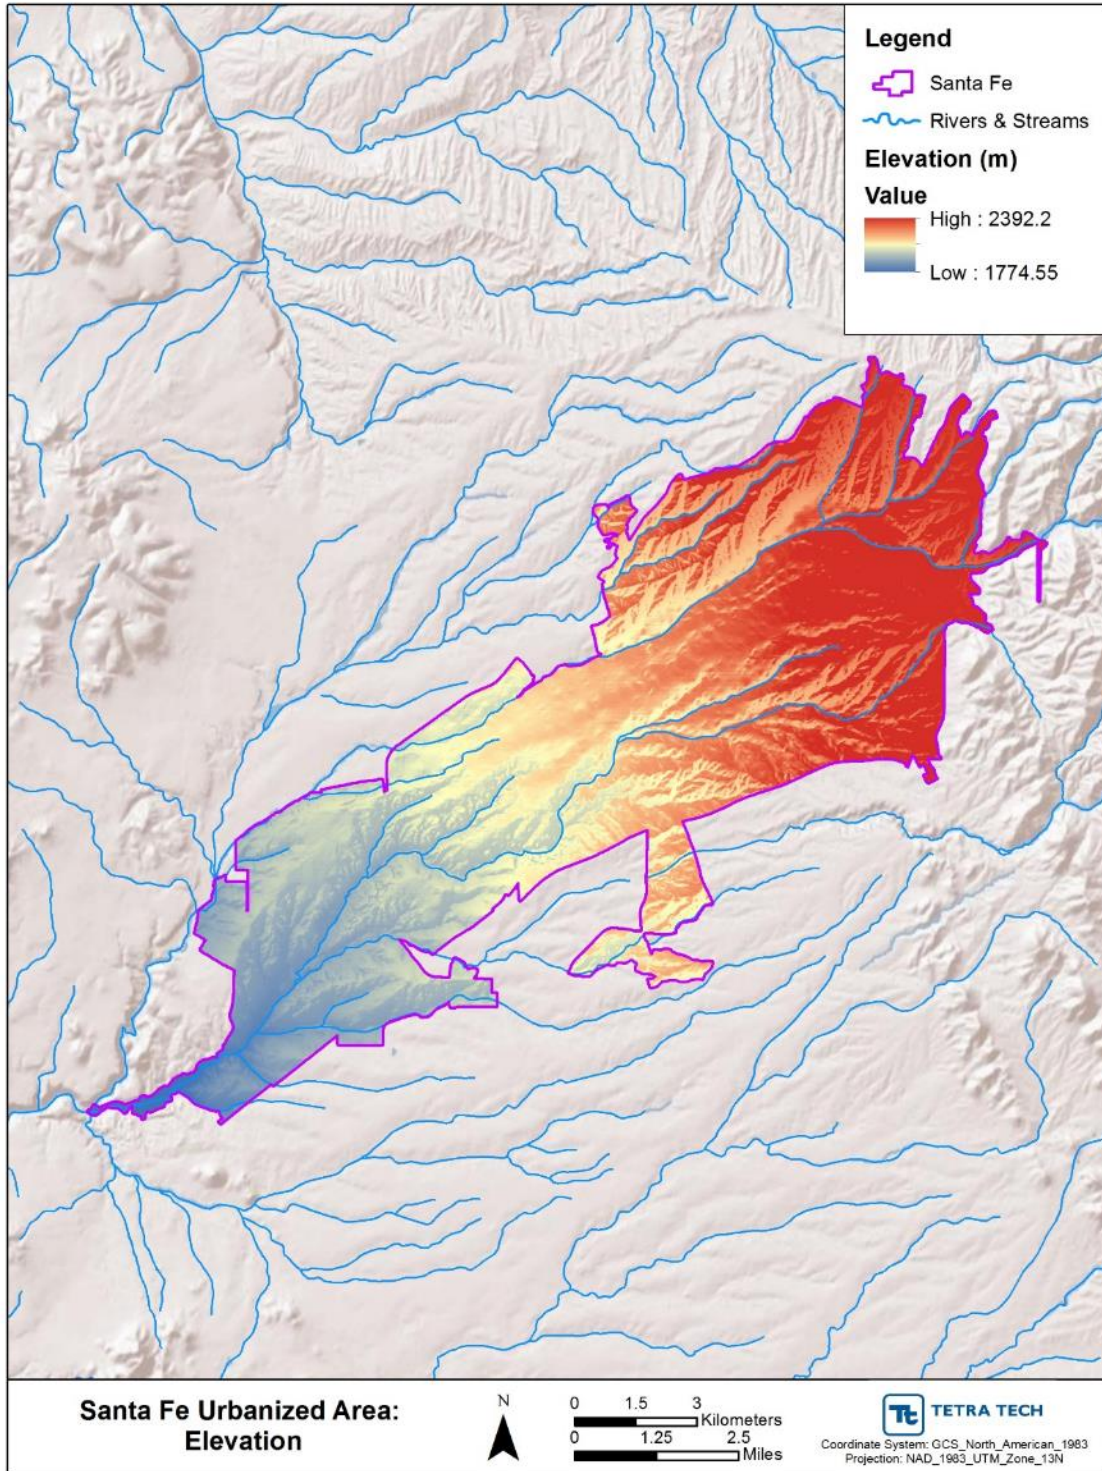 Legend
Santa Fe
Rivers & Streams
Elevation (m)
Value
High : 2392.2
Low : 1774.55
Santa Fe Urbanized Area:
Elevation
N
0 1.5 3
Kilometers
0 1.25 2.5
Miles
Tt TETRA TECH
Coordinate System: GCS_North_American_1983
Projection: NAD_1983_UTM_Zone_13N